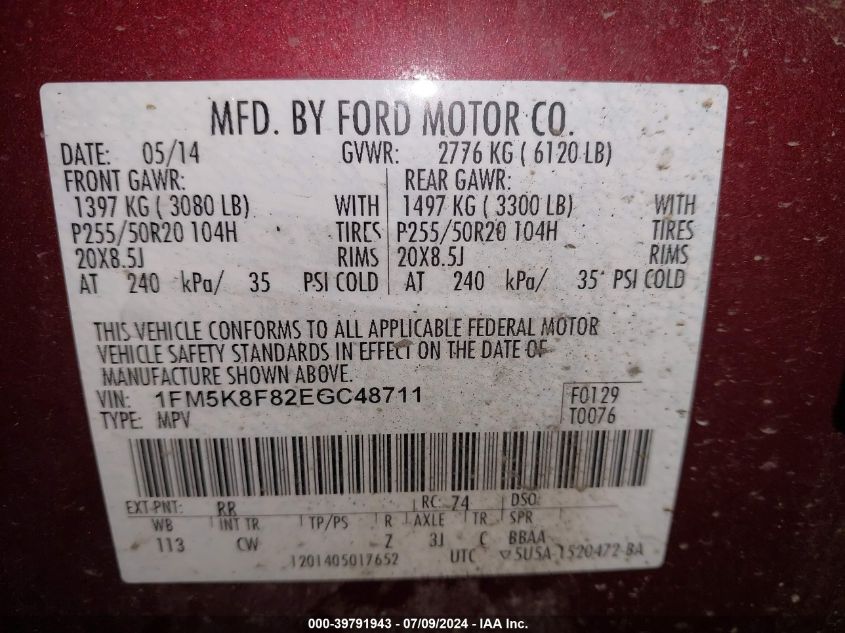 MFD. BY FORD MOTOR CO.
DATE: 05/14 GVWR: 2776 KG ( 6120 LB)
FRONT GAWR: REAR GAWR:
1397 KG ( 3080 LB) WITH 1497 KG ( 3300 LB) WITH
P255/50R20 104H TIRES P255/50R20 104H TIRES
20X8.5J RIMS 20X8.5J RIMS
AT 240 kPa/ 35 PSI COLD AT 240 kPa/ 35 PSI COLD
THIS VEHICLE CONFORMS TO ALL APPLICABLE FEDERAL MOTOR
VEHICLE SAFETY STANDARDS IN EFFECT ON THE DATE OF
MANUFACTURE SHOWN ABOVE.
VIN: 1FM5K8F82EGC48711 F0129
TYPE: MPV T0076
EXT PNT: RR RC: 74 DSO:
WB INT TR TP/PS R AXLE TR SPR
113 CW Z 3J C BBAA
1201405017652 UTC ▽5USA 1520472-BA
000-39791943 - 07/09/2024 - IAA Inc.